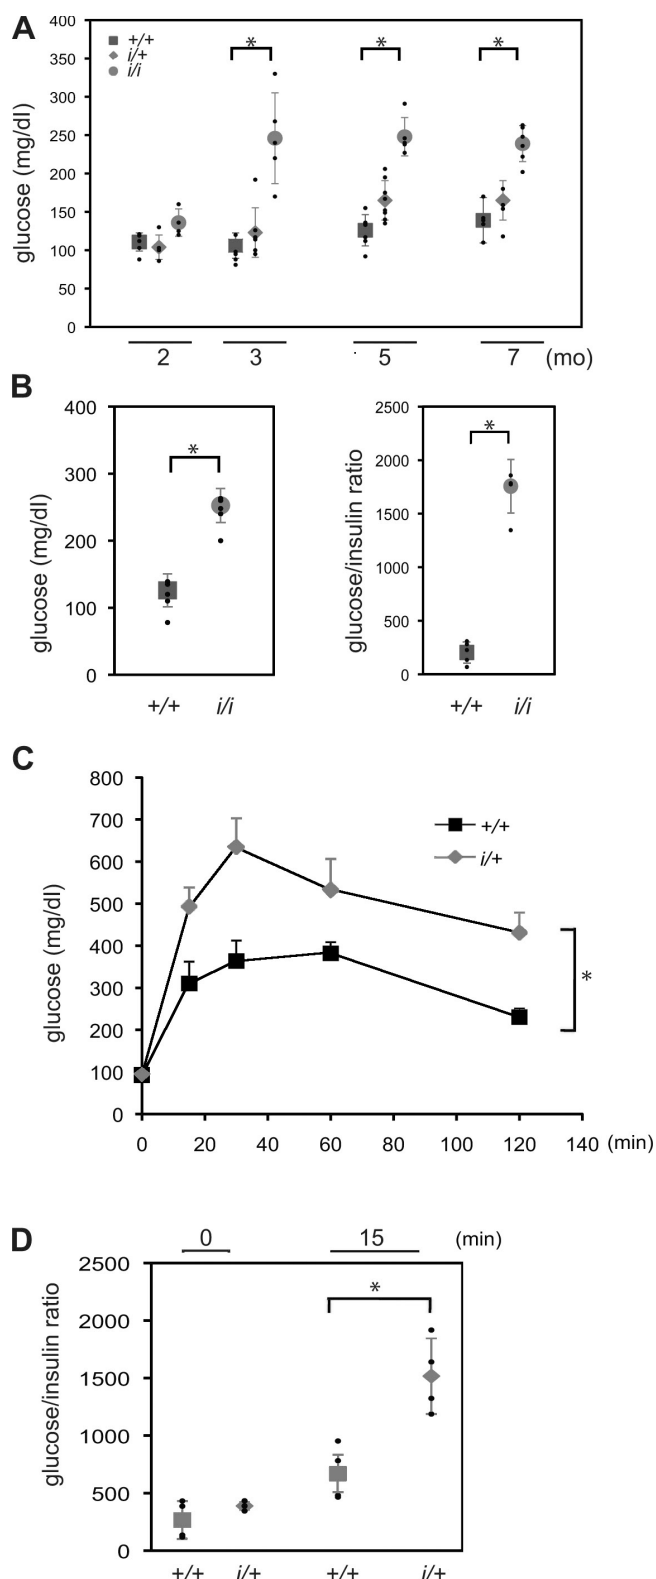 A
glucose (mg/dl)
400
350
300
250
200
150
100
50
0
+/+
i/+
i/i
* * *
2 3 5 7 (mo)
B
glucose (mg/dl)
400
300
200
100
0
*
+/+ i/i
glucose/insulin ratio
2500
2000
1500
1000
500
0
*
+/+ i/i
C
glucose (mg/dl)
800
700
600
500
400
300
200
100
0
+/+
i/+
*
0 20 40 60 80 100 120 140 (min)
D
0 15 (min)
glucose/insulin ratio
2500
2000
1500
1000
500
0
*
+/+ i/+ +/+ i/+